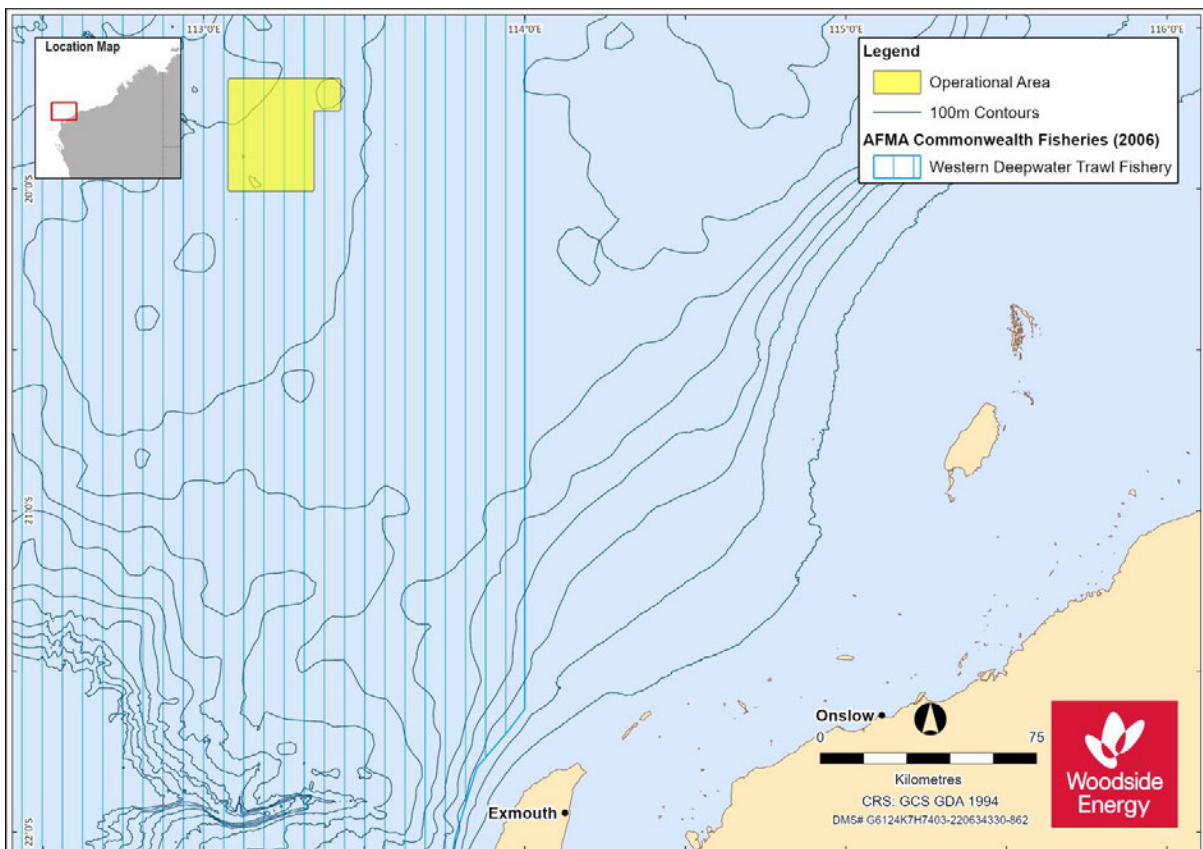 113°0'E
114°0'E
115°0'E
116°0'E
Location Map
Legend
Operational Area
100m Contours
AFMA Commonwealth Fisheries (2006)
Western Deepwater Trawl Fishery
20°0'S
21°0'S
22°0'S
Onslow
Exmouth
0
75
Kilometres
CRS: GCS GDA 1994
DMS# G6124K7H7403-220634330-862
Woodside
Energy